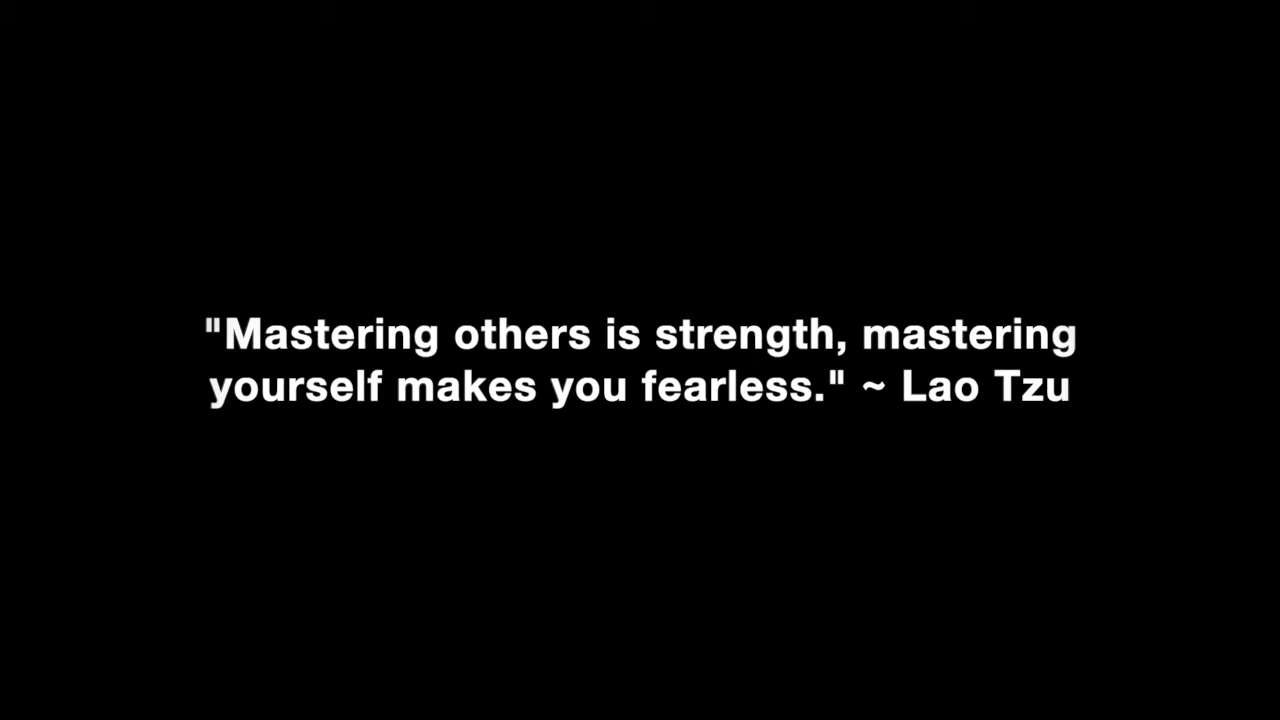 "Mastering others is strength, mastering
yourself makes you fearless." ~ Lao Tzu